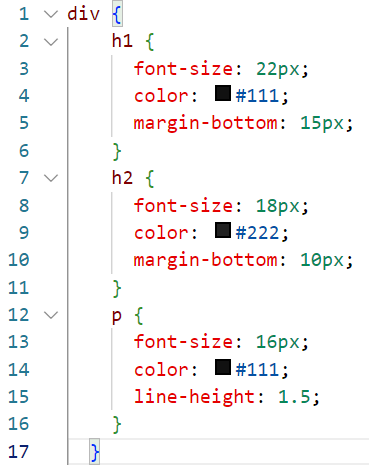 1 div {
2 h1 {
3 font-size: 22px;
4 color: #111;
5 margin-bottom: 15px;
6 }
7 h2 {
8 font-size: 18px;
9 color: #222;
10 margin-bottom: 10px;
11 }
12 p {
13 font-size: 16px;
14 color: #111;
15 line-height: 1.5;
16 }
17 }